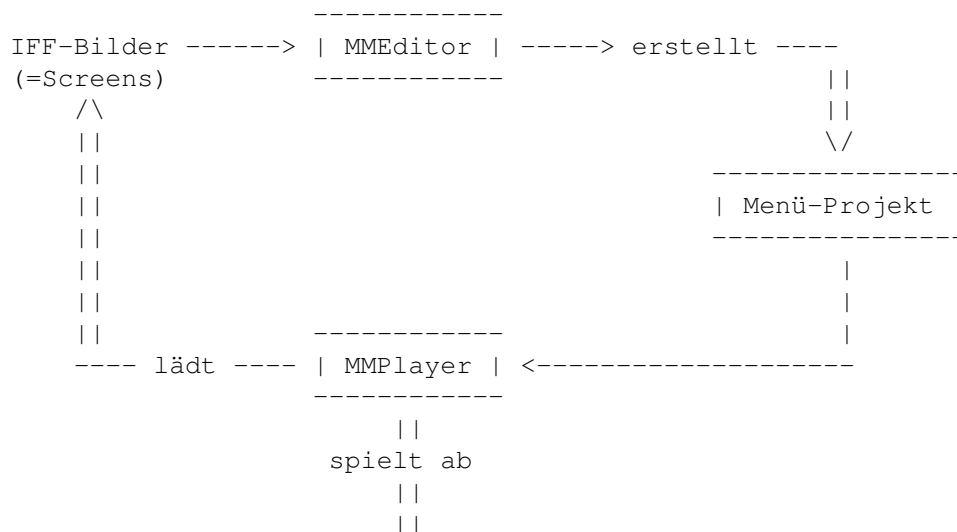 IFF-Bilder ------> | MMEditor | -----> erstellt ----
(=Screens)
Menü-Projekt
---- lädt ---- | MMPlayer | <--------------------
spielt ab